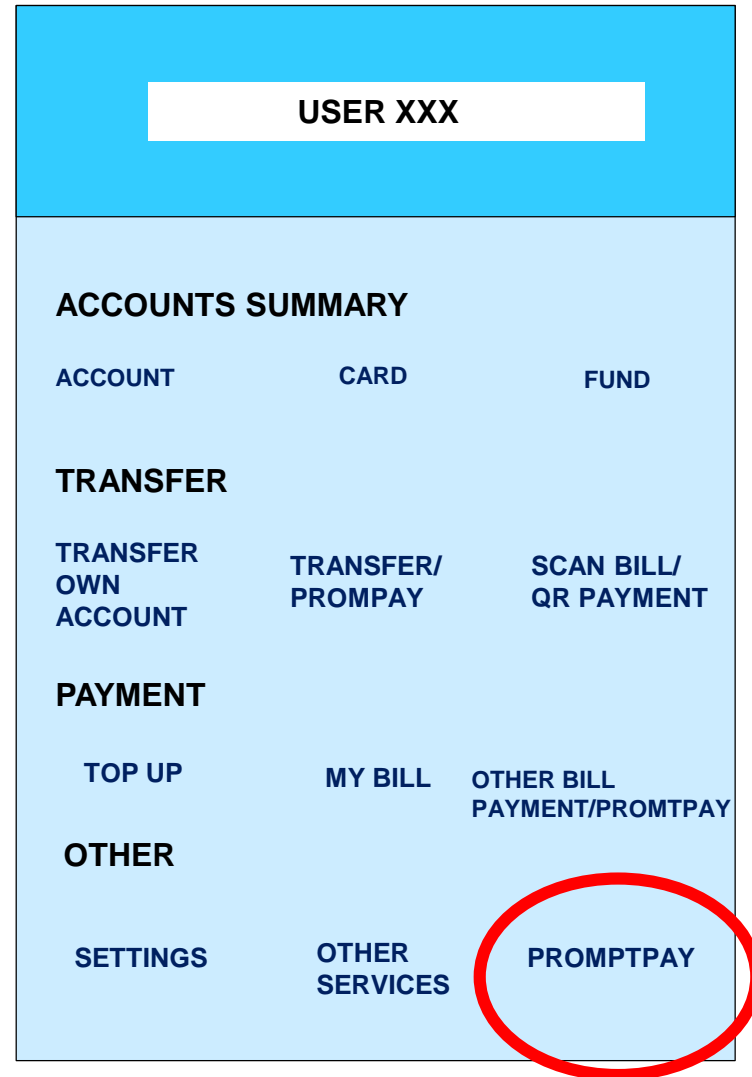 USER XXX
ACCOUNTS SUMMARY
ACCOUNT
CARD
FUND
TRANSFER
TRANSFER
OWN
ACCOUNT
TRANSFER/
PROMPAY
SCAN BILL/
QR PAYMENT
PAYMENT
TOP UP
MY BILL
OTHER BILL
PAYMENT/PROMTPAY
OTHER
SETTINGS
OTHER
SERVICES
PROMPTPAY